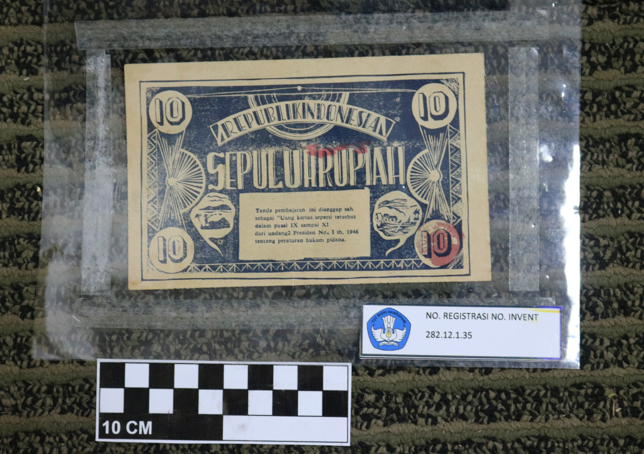 10
10
REPUBLIK INDONESIA
SEPULUH RUPIAH
Tanda pembajaran ini dianggap sah
sebagai "Uang kertas seperti tersebut
dalam pasal IX sampai XI
dari undang2 Presiden No. 1 th. 1946
tentang peraturan hukum pidana.
10
10
NO. REGISTRASI NO. INVENT
282.12.1.35
10 CM